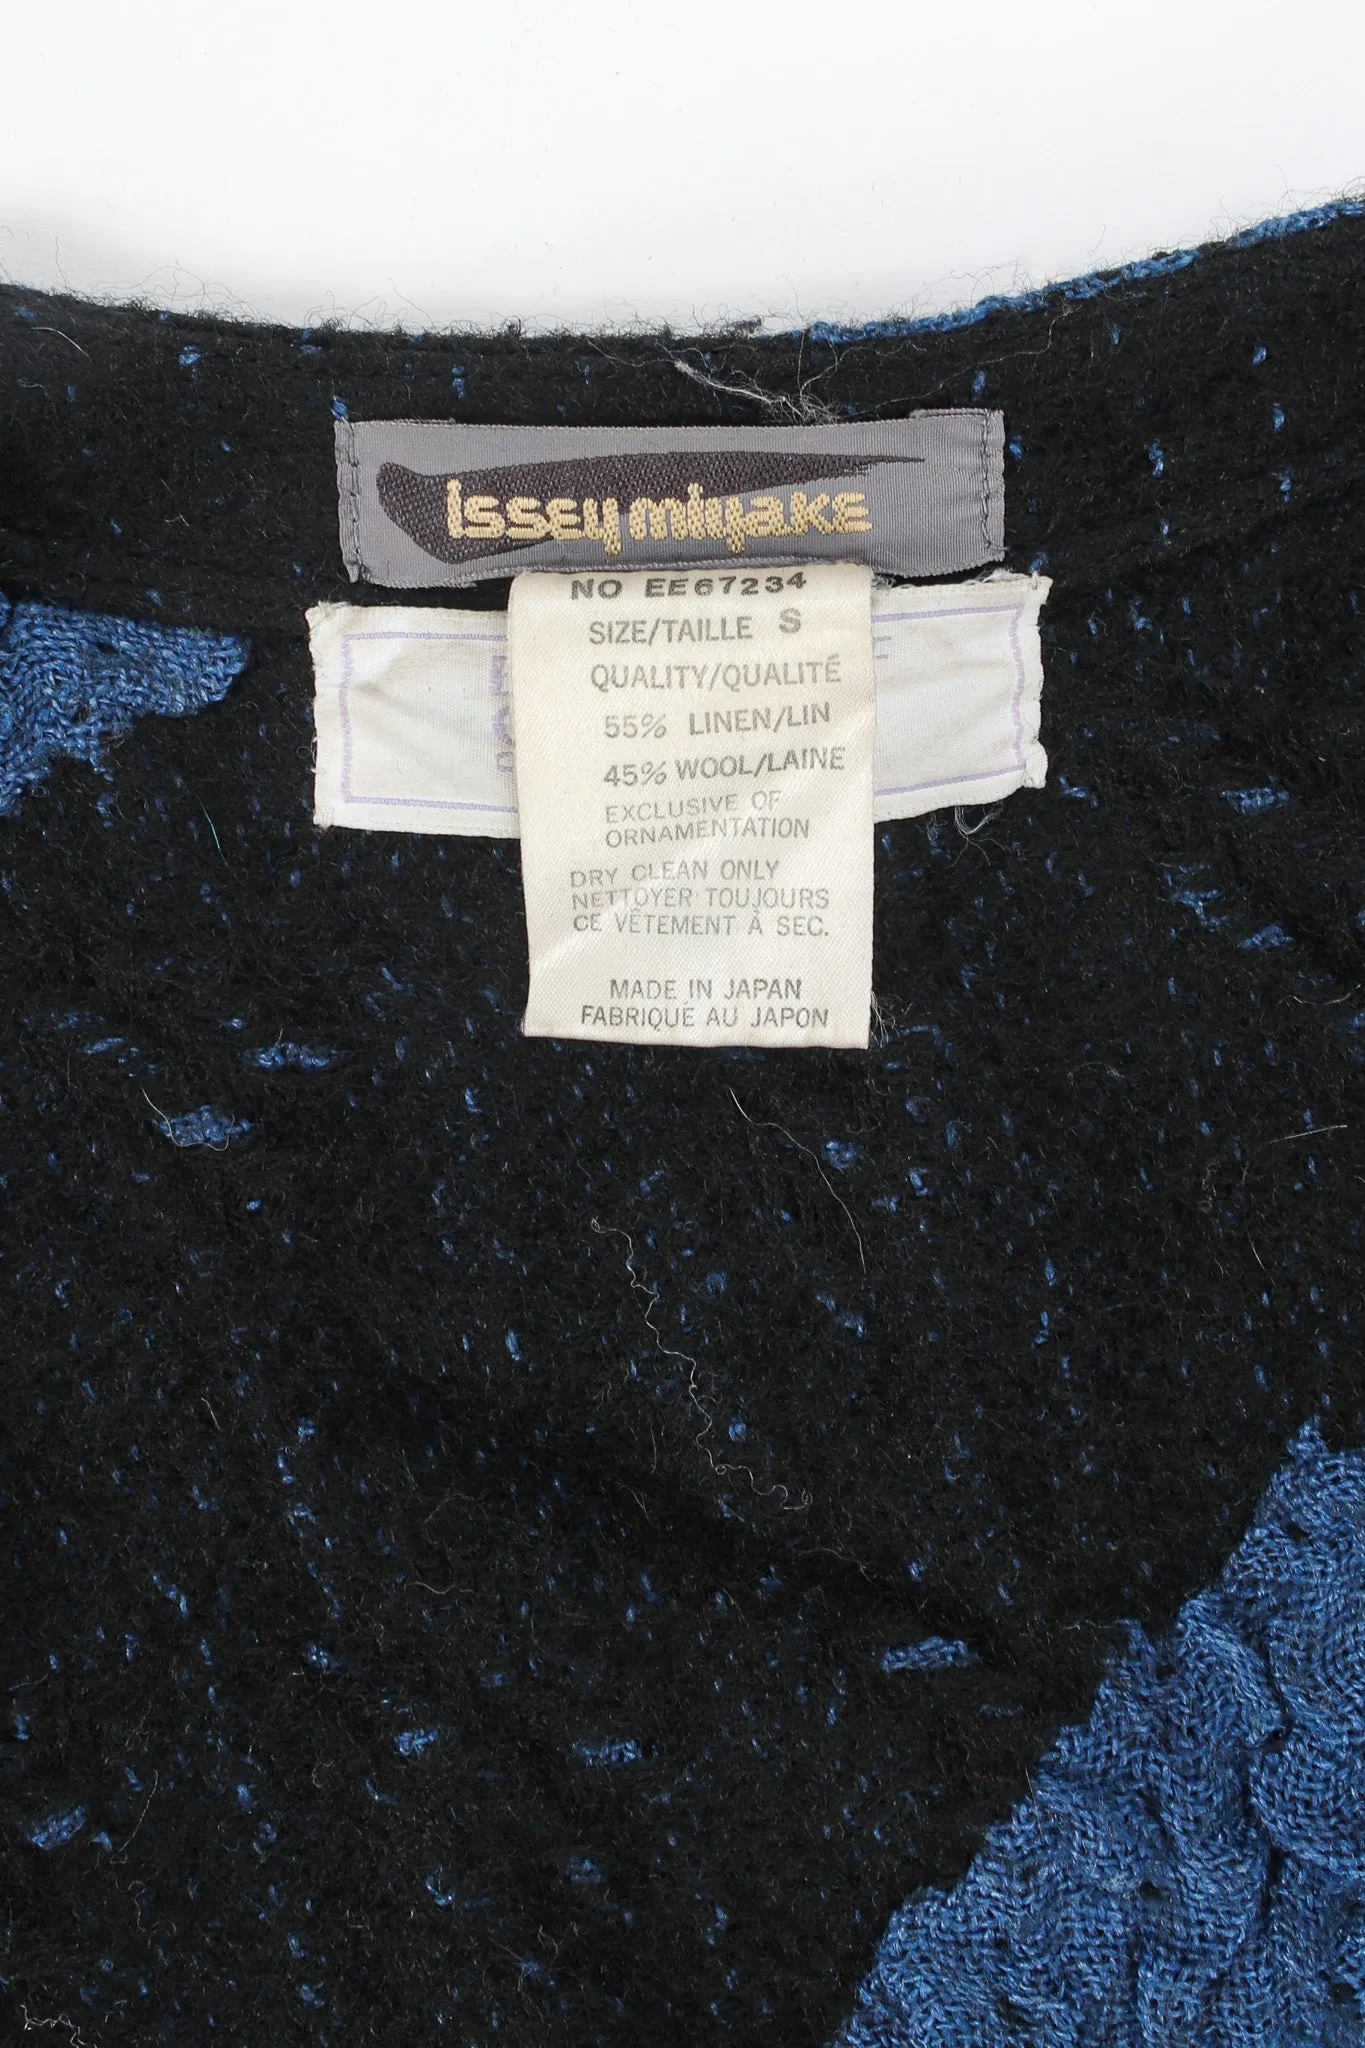 issey miyake
NO EE67234
SIZE/TAILLE S
QUALITY/QUALITÉ
55% LINEN/LIN
45% WOOL/LAINE
EXCLUSIVE OF
ORNAMENTATION
DRY CLEAN ONLY
NETTOYER TOUJOURS
CE VÊTEMENT À SEC.
MADE IN JAPAN
FABRIQUÉ AU JAPON